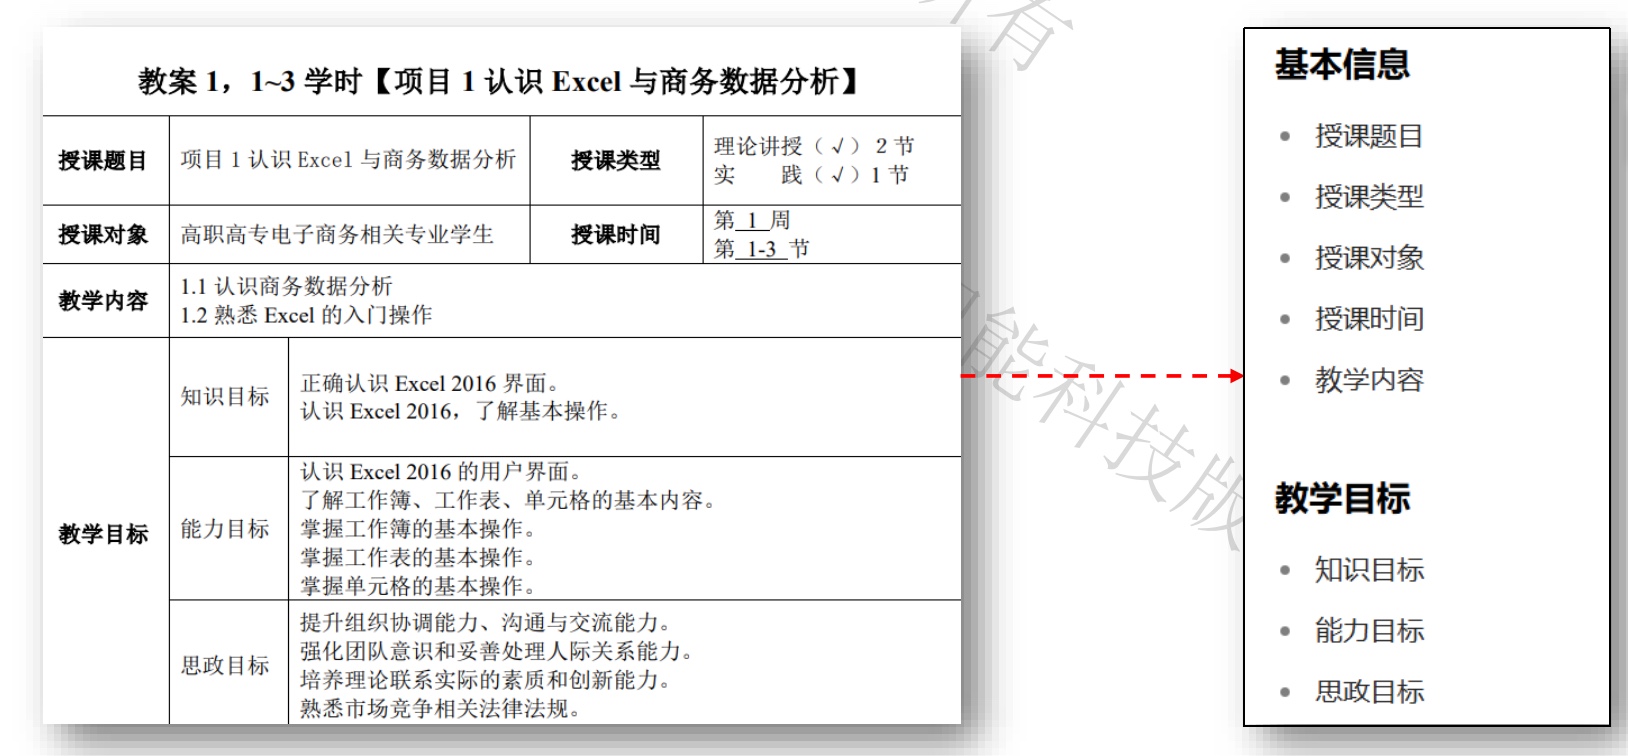 教案 1，1~3 学时【项目 1 认识 Excel 与商务数据分析】
授课题目
项目 1 认识 Excel 与商务数据分析
授课类型
理论讲授（√） 2 节
实 践（√）1 节
授课对象
高职高专电子商务相关专业学生
授课时间
第 1 周
第 1-3 节
教学内容
1.1 认识商务数据分析
1.2 熟悉 Excel 的入门操作
教学目标
知识目标
正确认识 Excel 2016 界面。
认识 Excel 2016，了解基本操作。
能力目标
认识 Excel 2016 的用户界面。
了解工作簿、工作表、单元格的基本内容。
掌握工作簿的基本操作。
掌握工作表的基本操作。
掌握单元格的基本操作。
思政目标
提升组织协调能力、沟通与交流能力。
强化团队意识和妥善处理人际关系能力。
培养理论联系实际的素质和创新能力。
熟悉市场竞争相关法律法规。
基本信息
• 授课题目
• 授课类型
• 授课对象
• 授课时间
• 教学内容
教学目标
• 知识目标
• 能力目标
• 思政目标
有
能科技版